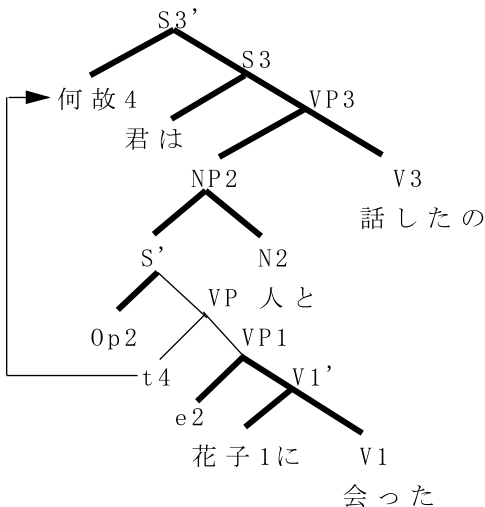 S3'
S3
何故4
VP3
君は
NP2
V3
話したの
S'
N2
VP 人と
Op2
VP1
t4
V1'
e2
花子1に
V1
会った